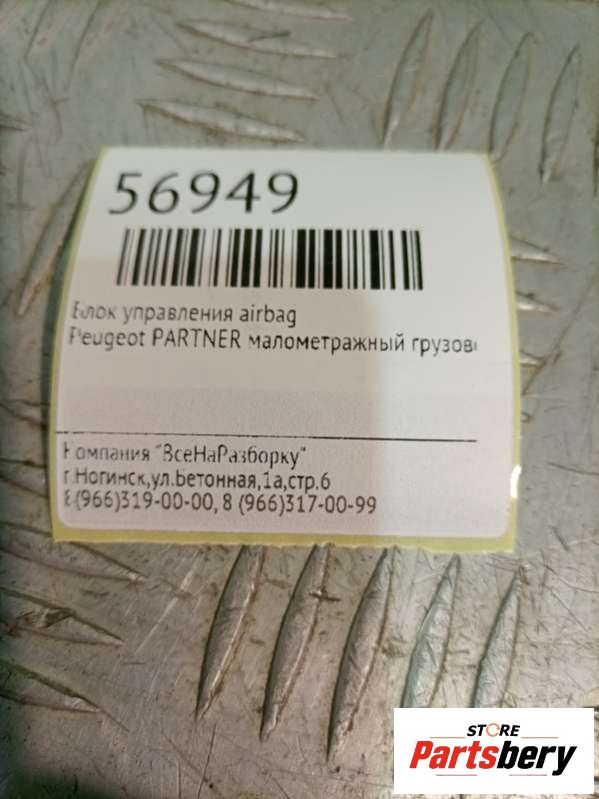 56949
Блок управления airbag
Peugeot PARTNER малометражный грузов
Компания "ВсеНаРазборку"
г.Ногинск,ул.Бетонная,1а,стр.6
8(966)319-00-00, 8 (966)317-00-99
STORE
Partsbery